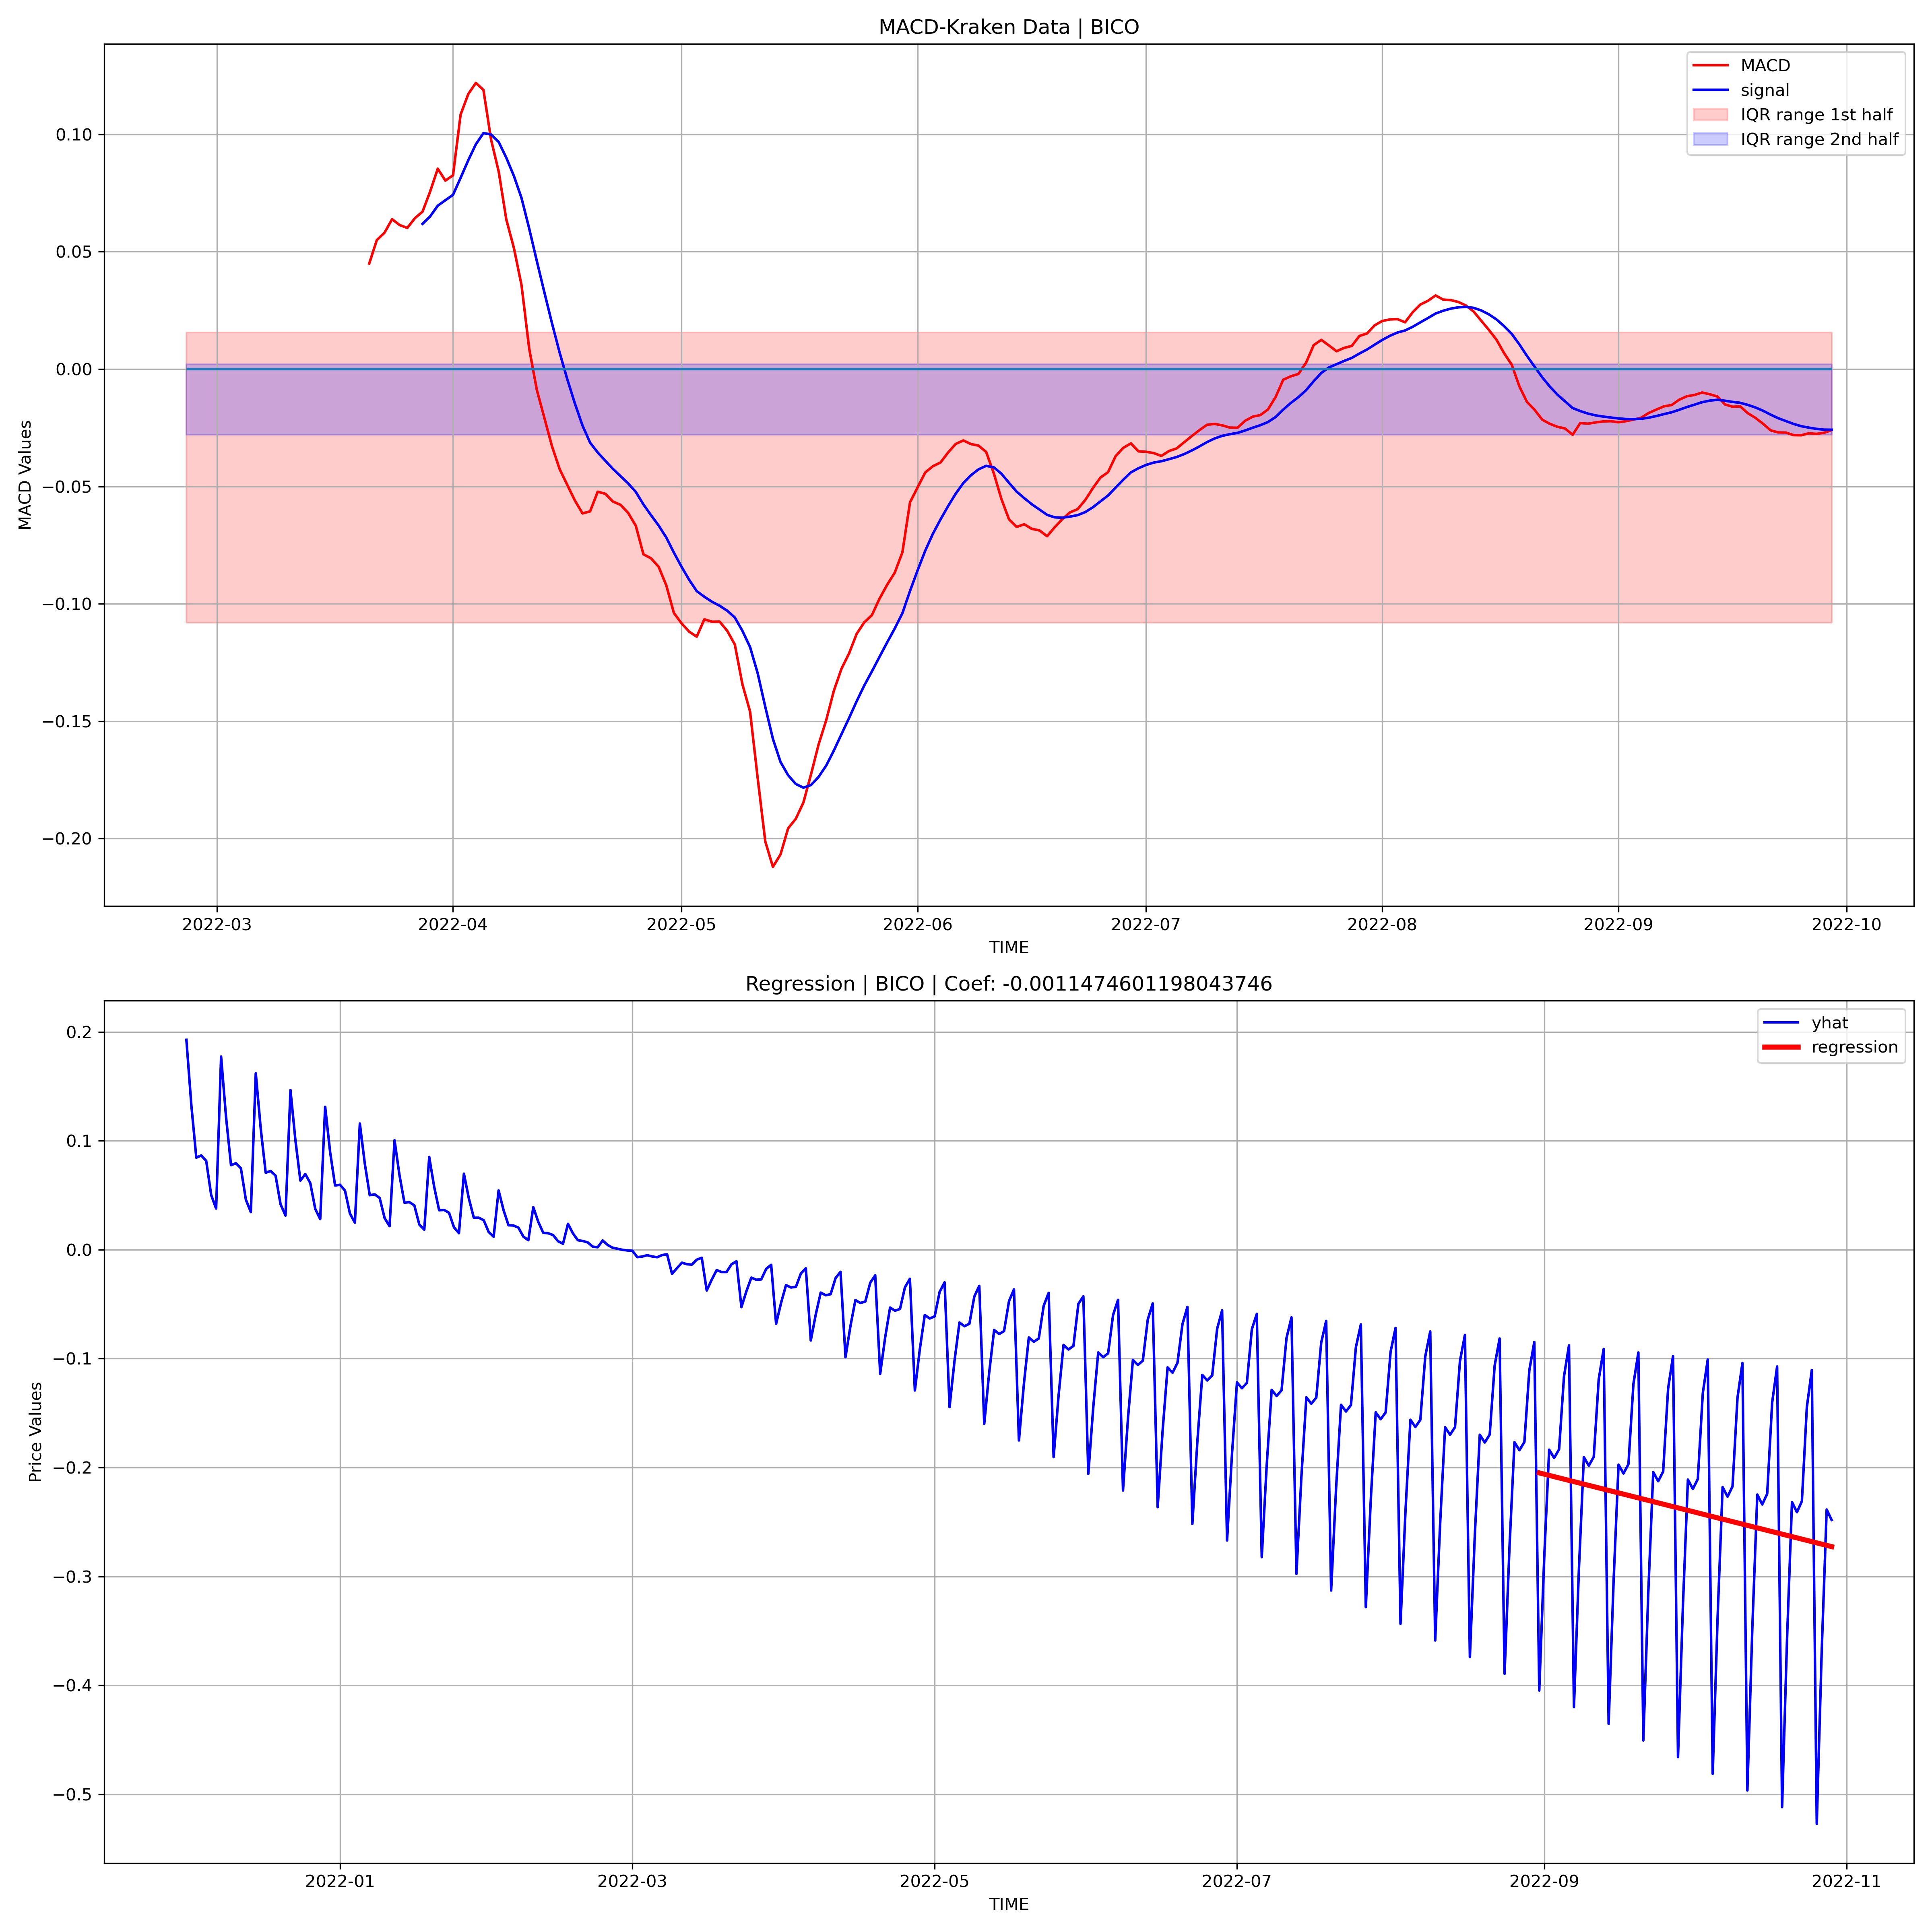 MACD-Kraken Data | BICO
MACD
signal
IQR range 1st half
IQR range 2nd half
MACD Values
0.10
0.05
0.00
−0.05
−0.10
−0.15
−0.20
2022-03 2022-04 2022-05 2022-06 2022-07 2022-08 2022-09 2022-10
TIME
Regression | BICO | Coef: -0.0011474601198043746
yhat
regression
Price Values
0.2
0.1
0.0
−0.1
−0.2
−0.3
−0.4
−0.5
2022-01 2022-03 2022-05 2022-07 2022-09 2022-11
TIME